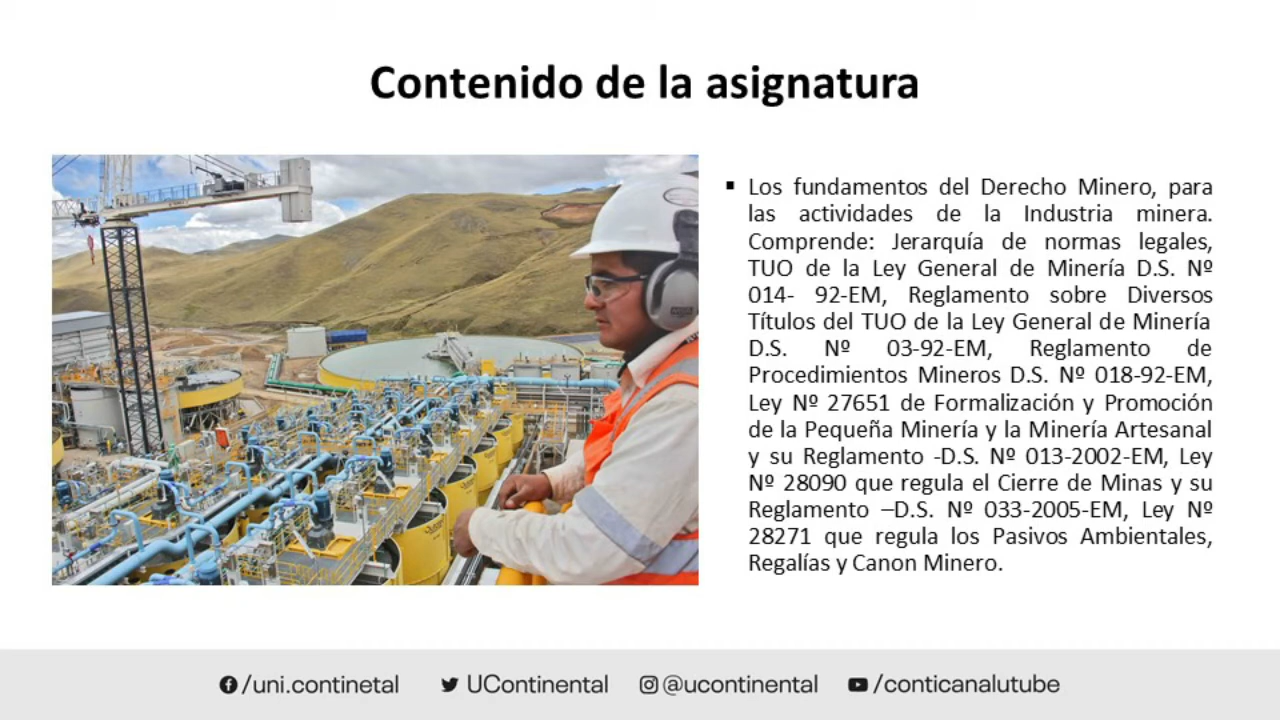 Contenido de la asignatura
▪ Los fundamentos del Derecho Minero, para
las actividades de la Industria minera.
Comprende: Jerarquía de normas legales,
TUO de la Ley General de Minería D.S. Nº
014- 92-EM, Reglamento sobre Diversos
Títulos del TUO de la Ley General de Minería
D.S. Nº 03-92-EM, Reglamento de
Procedimientos Mineros D.S. Nº 018-92-EM,
Ley Nº 27651 de Formalización y Promoción
de la Pequeña Minería y la Minería Artesanal
y su Reglamento -D.S. Nº 013-2002-EM, Ley
Nº 28090 que regula el Cierre de Minas y su
Reglamento –D.S. Nº 033-2005-EM, Ley Nº
28271 que regula los Pasivos Ambientales,
Regalías y Canon Minero.
/uni.continetal UContinental @ucontinental /conticanalutube